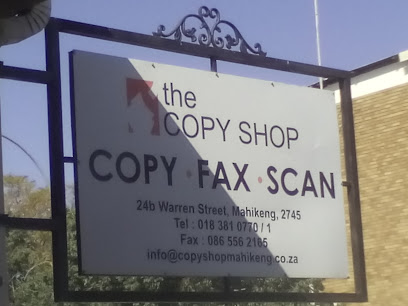 the
COPY SHOP
COPY · FAX · SCAN
24b Warren Street, Mahikeng, 2745
Tel : 018 381 0770 / 1
Fax : 086 556 2165
info@copyshopmahikeng.co.za